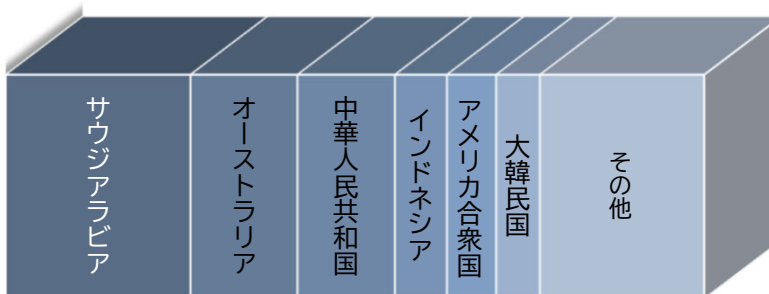 サウジアラビア
オーストラリア
中華人民共和国
インドネシア
アメリカ合衆国
大韓民国
その他